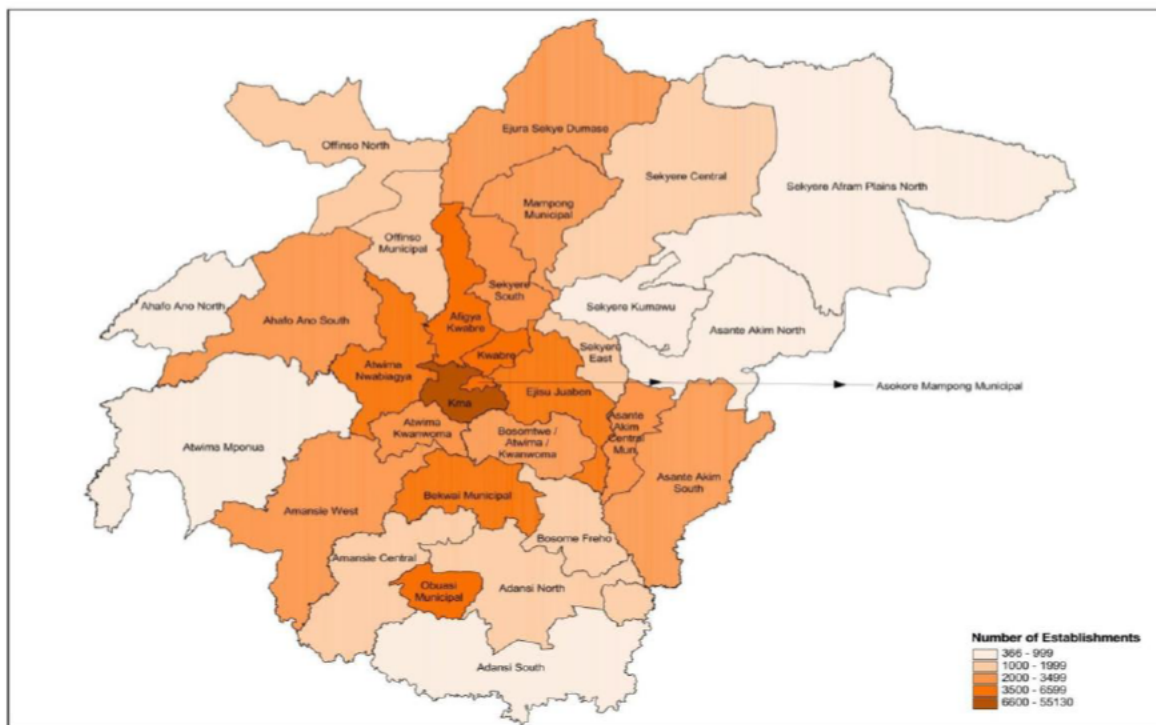 Ejura Sekye Dumase
Offinso North
Sekyere Central
Sekyere Afram Plains North
Mampong
Municipal
Offinso
Municipal
Sekyere
South
Ahafo Ano North
Sekyere Kumawu
Ahafo Ano South
Afigya
Kwabre
Asante Akim North
Kwabre
Sekyere
East
Atwima
Nwabiagya
Asokore Mampong Municipal
Ejisu Juaben
Kma
Atwima
Kwanwoma
Bosomtwe /
Atwima /
Kwanwoma
Asante
Akim
Central
Mun.
Atwima Mponua
Asante Akim
South
Bekwai Municipal
Amansie West
Bosome Freho
Amansie Central
Obuasi
Municipal
Adansi North
Adansi South
Number of Establishments
366 - 999
1000 - 1999
2000 - 3499
3500 - 6599
6600 - 55130